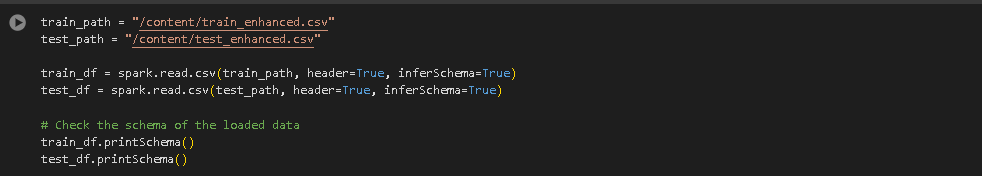 train_path = "/content/train_enhanced.csv"
test_path = "/content/test_enhanced.csv"
train_df = spark.read.csv(train_path, header=True, inferSchema=True)
test_df = spark.read.csv(test_path, header=True, inferSchema=True)
# Check the schema of the loaded data
train_df.printSchema()
test_df.printSchema()